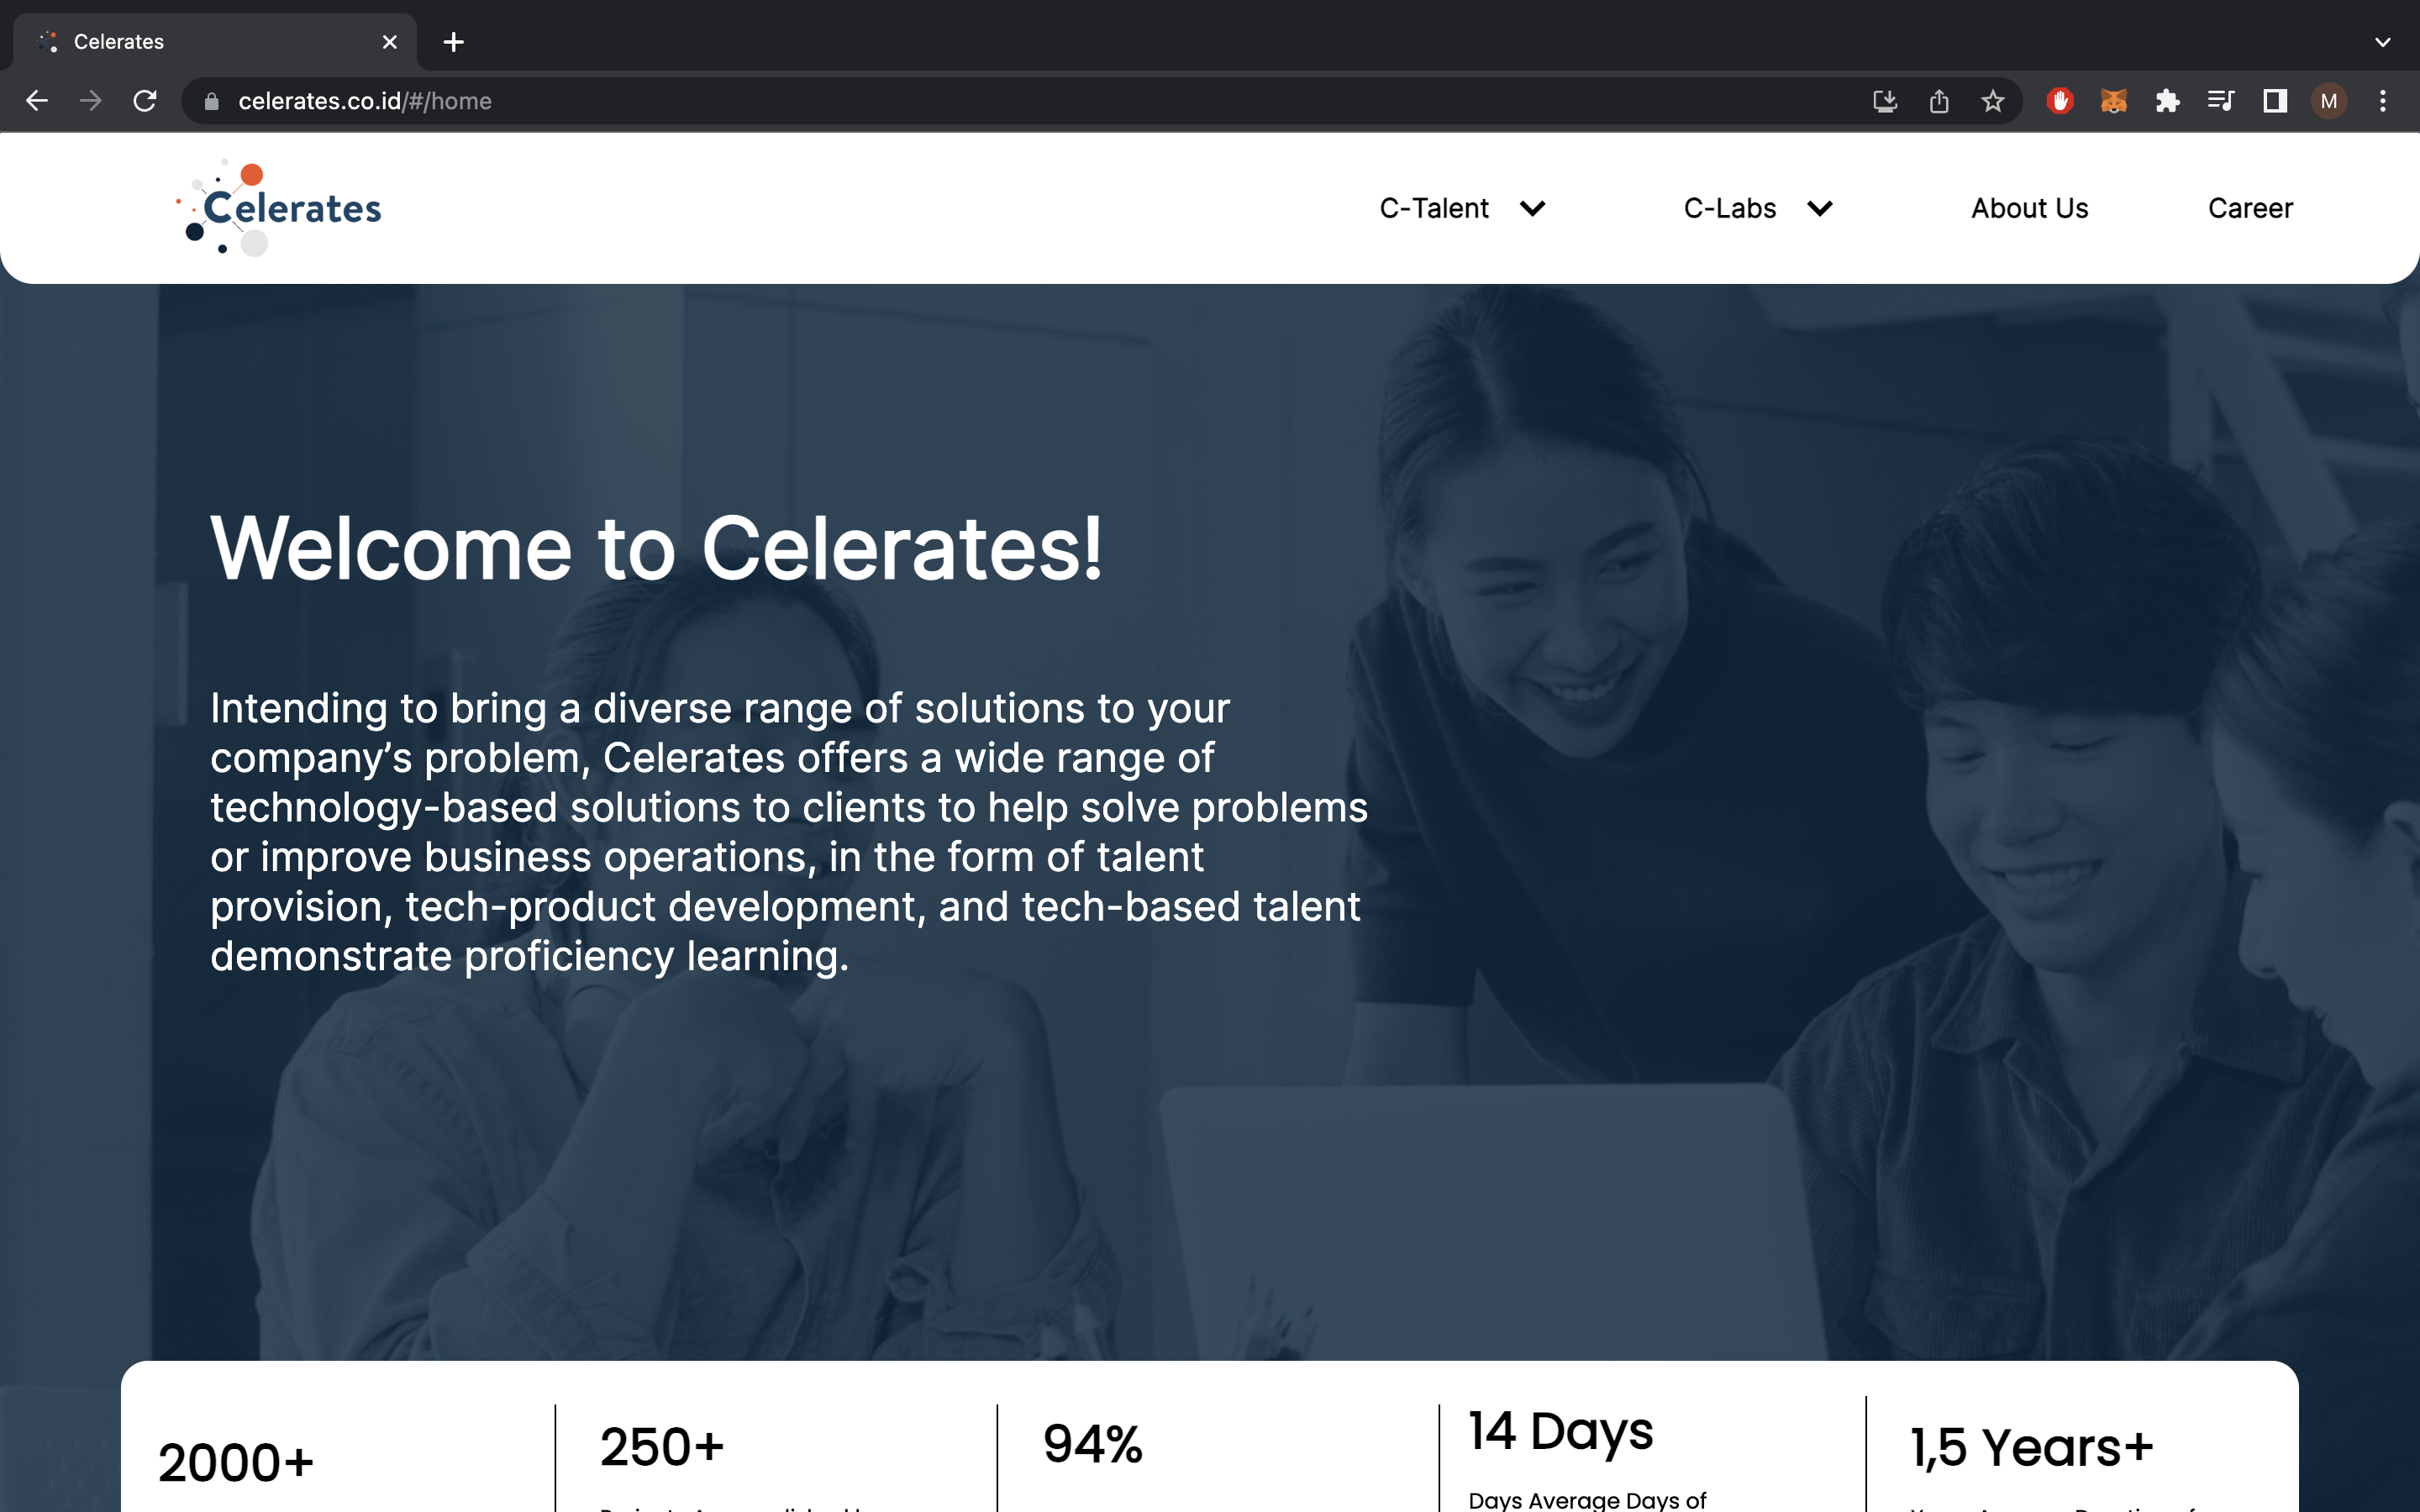 Celerates
celerates.co.id/#/home
M
Celerates
C-Talent
C-Labs
About Us
Career
Welcome to Celerates!
Intending to bring a diverse range of solutions to your
company’s problem, Celerates offers a wide range of
technology-based solutions to clients to help solve problems
or improve business operations, in the form of talent
provision, tech-product development, and tech-based talent
demonstrate proficiency learning.
2000+
250+
94%
14 Days
1,5 Years+
Days Average Days of